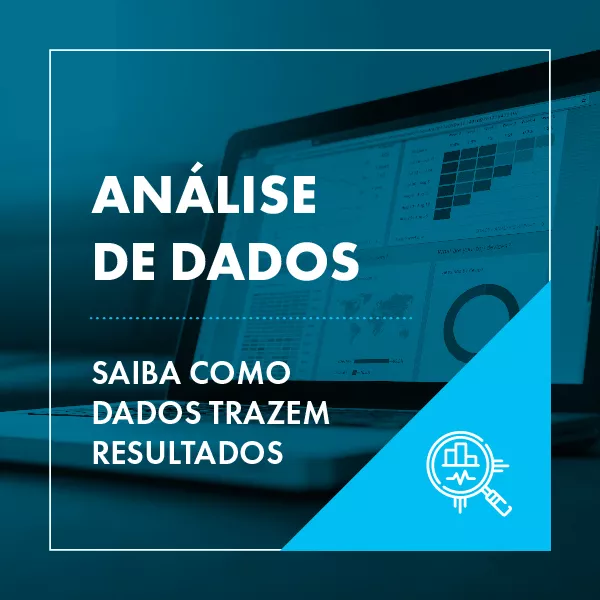 ANÁLISE
DE DADOS
SAIBA COMO
DADOS TRAZEM
RESULTADOS